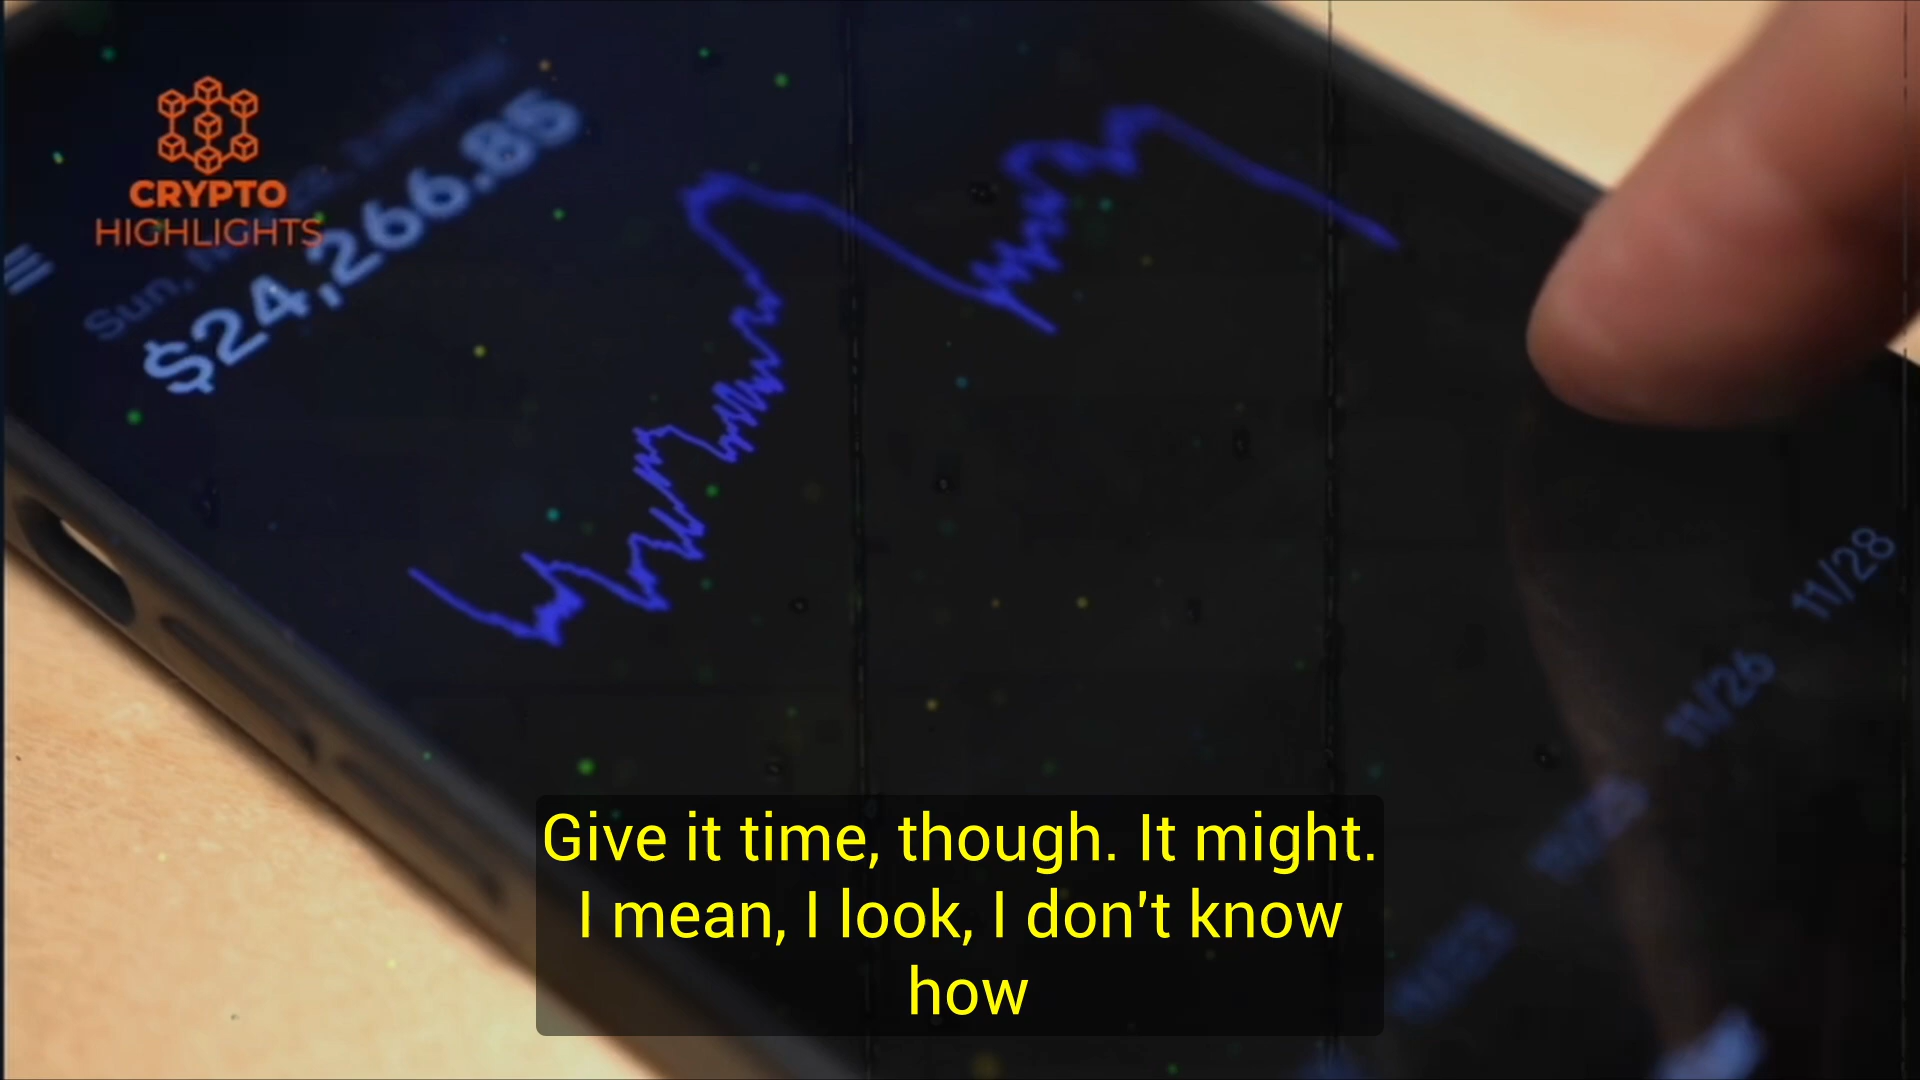 CRYPTO
HIGHLIGHTS
Sun,
$24,266.85
11/28
11/26
Give it time, though. It might.
I mean, I look, I don't know
how